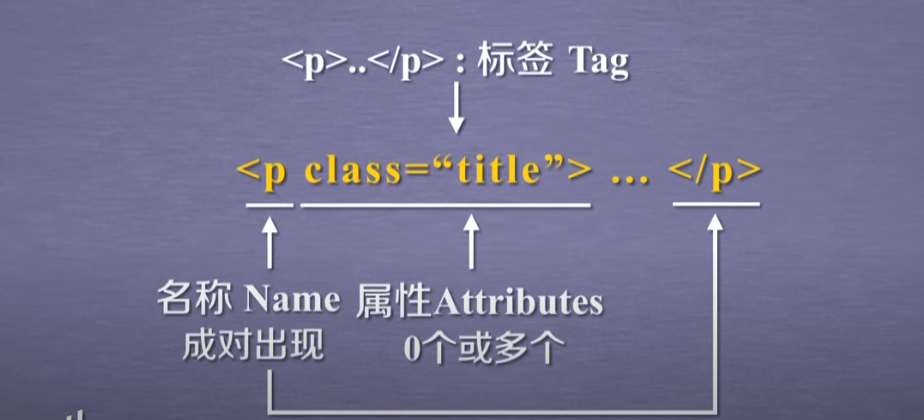 <p>..</p> : 标签 Tag
<p class=“title”> … </p>
名称 Name 属性Attributes
成对出现 0个或多个